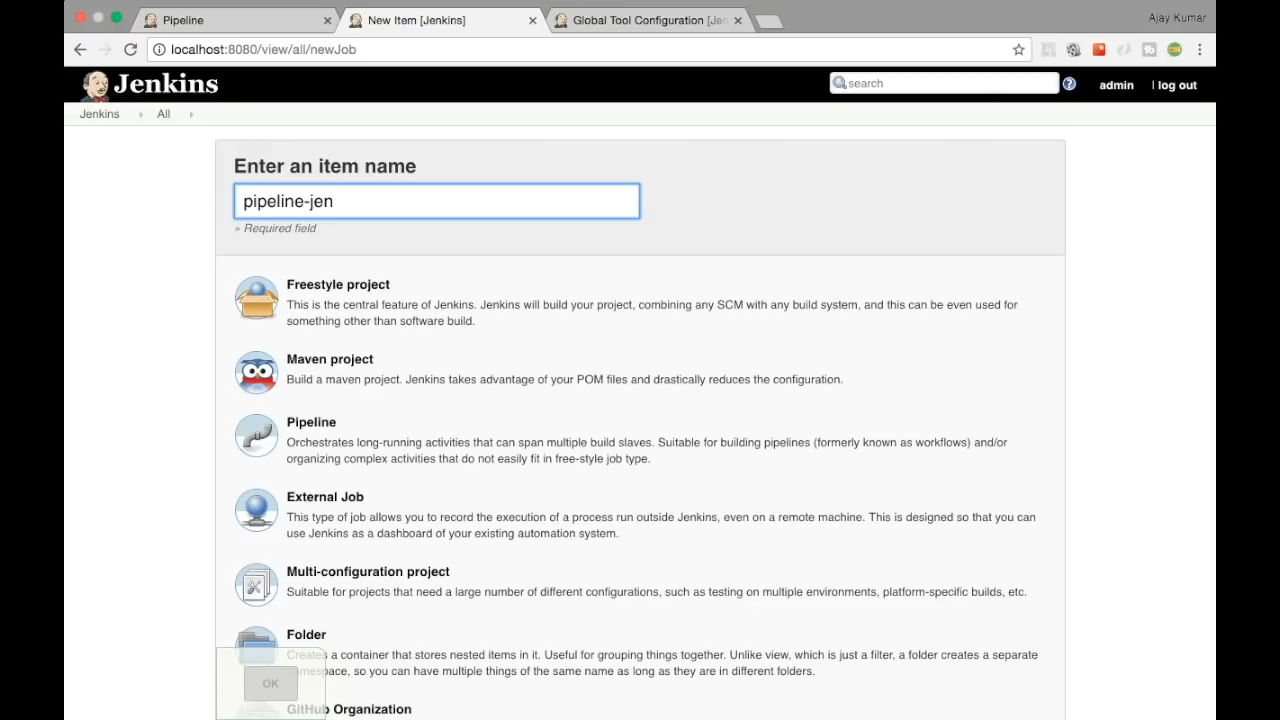 Pipeline
New Item [Jenkins]
Global Tool Configuration [Jen
Ajay Kumar
localhost:8080/view/all/newJob
Jenkins
search
admin
| log out
Jenkins
All
Enter an item name
pipeline-jen
» Required field
Freestyle project
This is the central feature of Jenkins. Jenkins will build your project, combining any SCM with any build system, and this can be even used for
something other than software build.
Maven project
Build a maven project. Jenkins takes advantage of your POM files and drastically reduces the configuration.
Pipeline
Orchestrates long-running activities that can span multiple build slaves. Suitable for building pipelines (formerly known as workflows) and/or
organizing complex activities that do not easily fit in free-style job type.
External Job
This type of job allows you to record the execution of a process run outside Jenkins, even on a remote machine. This is designed so that you can
use Jenkins as a dashboard of your existing automation system.
Multi-configuration project
Suitable for projects that need a large number of different configurations, such as testing on multiple environments, platform-specific builds, etc.
Folder
Creates a container that stores nested items in it. Useful for grouping things together. Unlike view, which is just a filter, a folder creates a separate
namespace, so you can have multiple things of the same name as long as they are in different folders.
OK
GitHub Organization